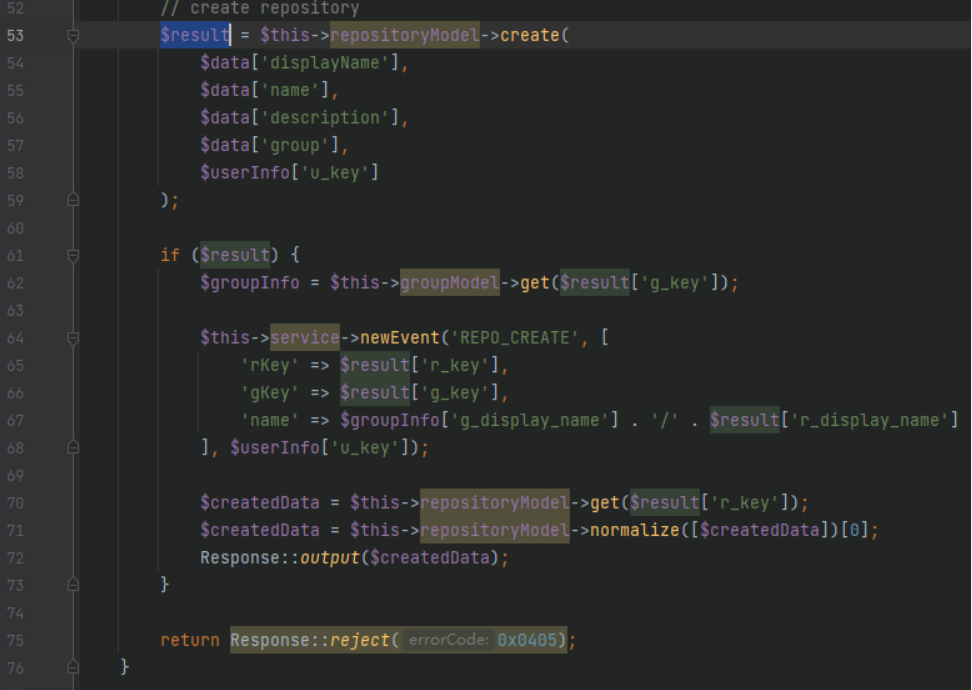 52 // create repository
53 $result = $this->repositoryModel->create(
54 $data['displayName'],
55 $data['name'],
56 $data['description'],
57 $data['group'],
58 $userInfo['u_key']
59 );
60
61 if ($result) {
62 $groupInfo = $this->groupModel->get($result['g_key']);
63
64 $this->service->newEvent('REPO_CREATE', [
65 'rKey' => $result['r_key'],
66 'gKey' => $result['g_key'],
67 'name' => $groupInfo['g_display_name'] . '/' . $result['r_display_name']
68 ], $userInfo['u_key']);
69
70 $createdData = $this->repositoryModel->get($result['r_key']);
71 $createdData = $this->repositoryModel->normalize([$createdData])[0];
72 Response::output($createdData);
73 }
74
75 return Response::reject( errorCode: 0x0405);
76 }